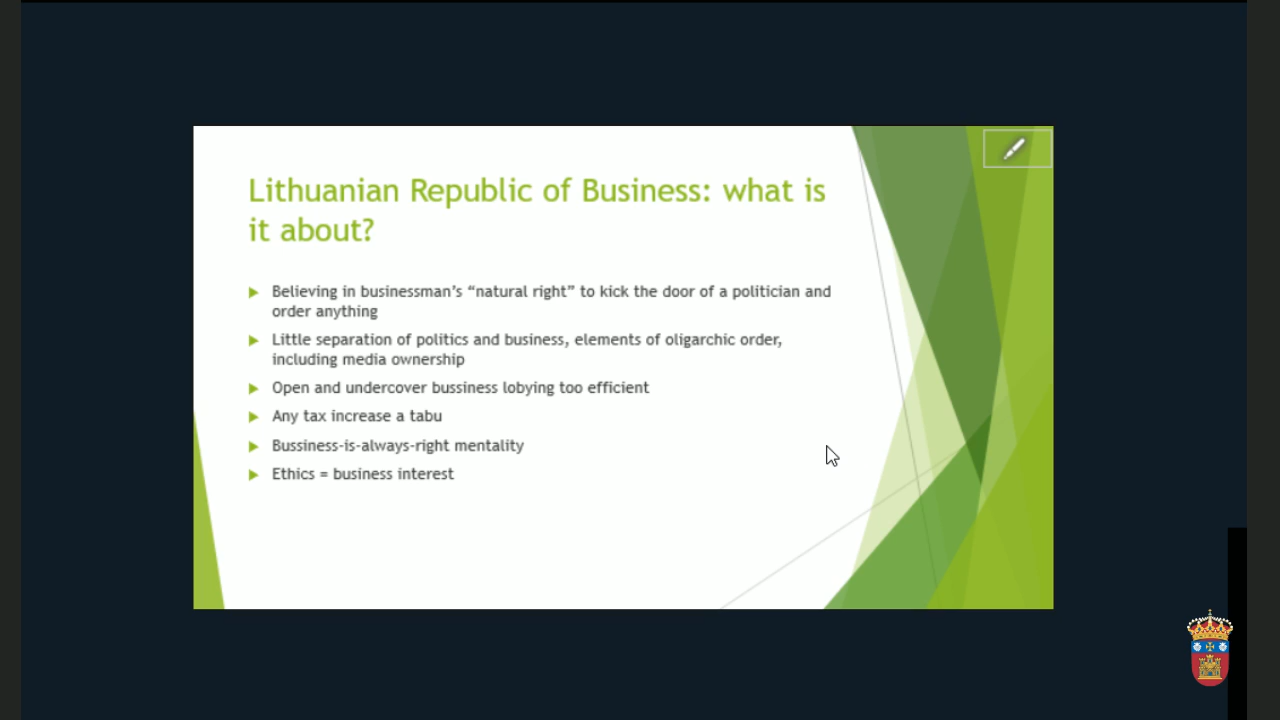 Lithuanian Republic of Business: what is
it about?
Believing in businessman's “natural right” to kick the door of a politician and
order anything
Little separation of politics and business, elements of oligarchic order,
including media ownership
Open and undercover bussiness lobying too efficient
Any tax increase a tabu
Bussiness-is-always-right mentality
Ethics = business interest